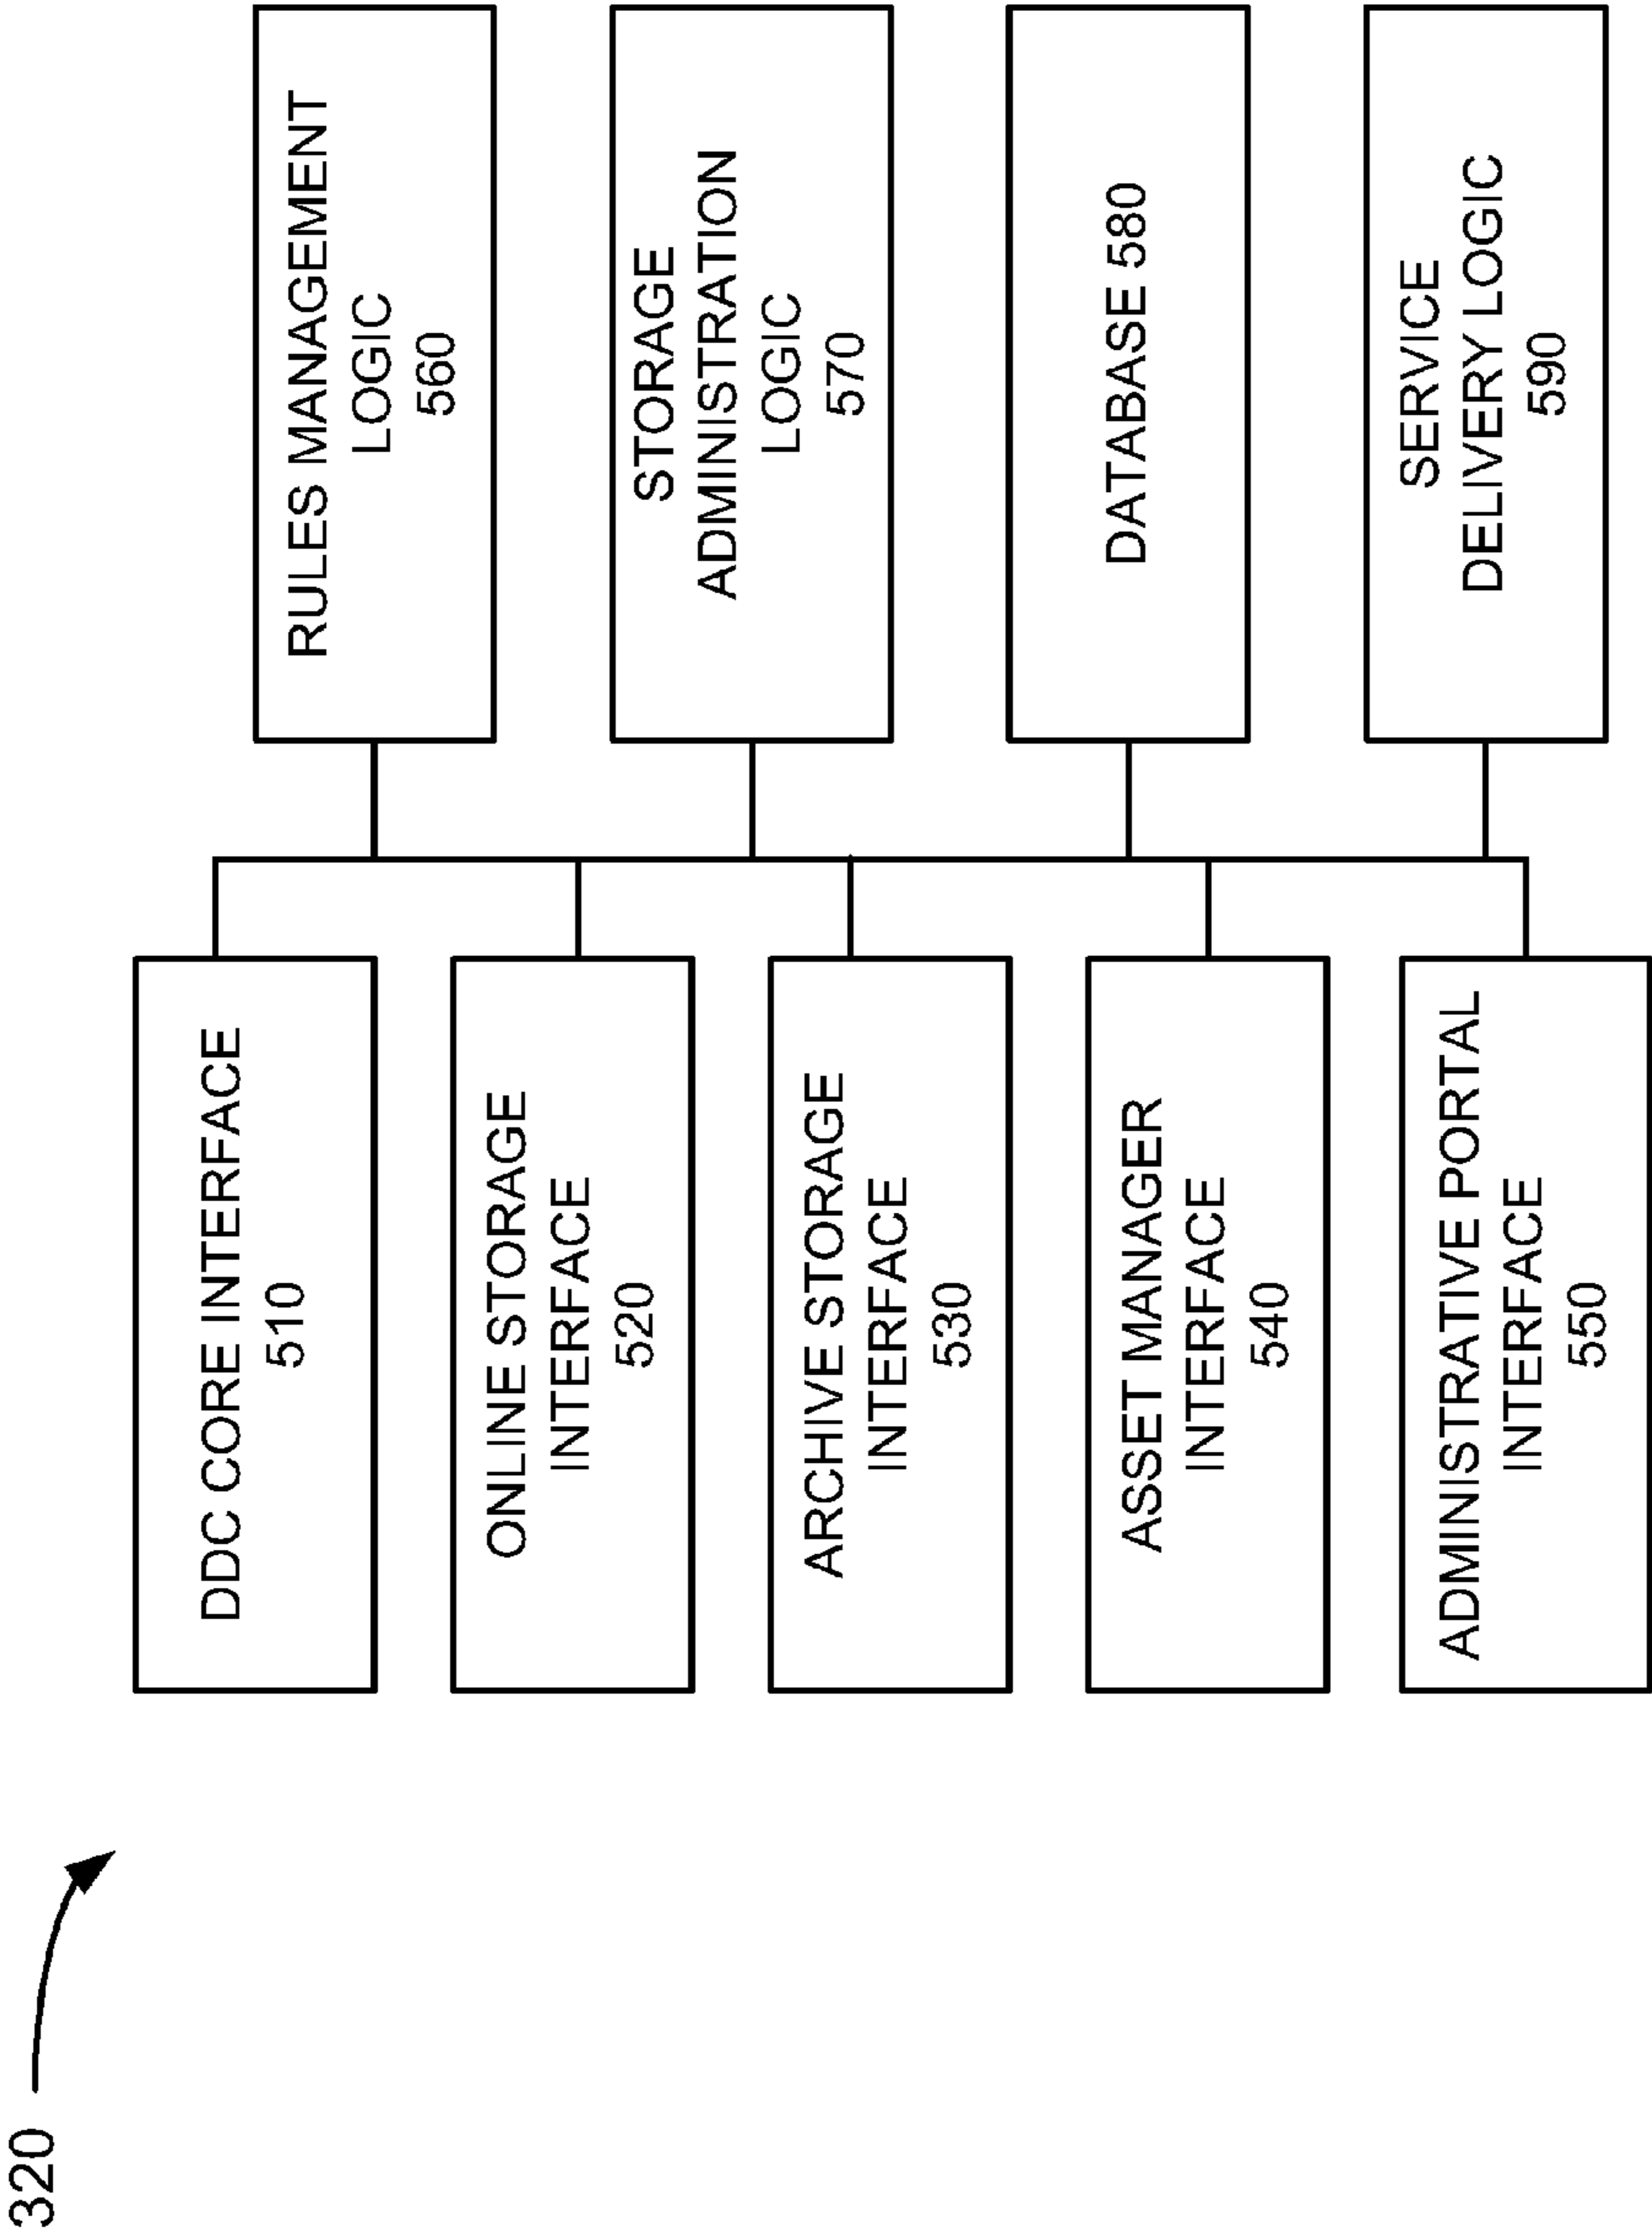 320
DDC CORE INTERFACE
510
ONLINE STORAGE
INTERFACE
520
ARCHIVE STORAGE
INTERFACE
530
ASSET MANAGER
INTERFACE
540
ADMINISTRATIVE PORTAL
INTERFACE
550
RULES MANAGEMENT
LOGIC
560
STORAGE
ADMINISTRATION
LOGIC
570
DATABASE 580
SERVICE
DELIVERY LOGIC
590